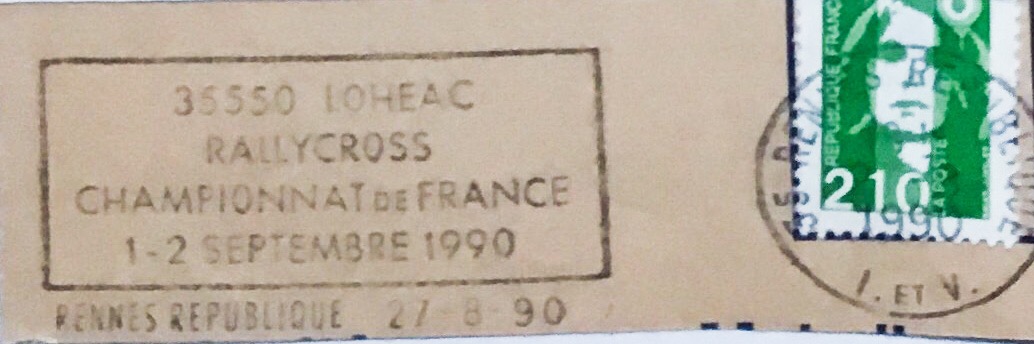 35550 LOHEAC
RALLYCROSS
CHAMPIONNAT DE FRANCE
1-2 SEPTEMBRE 1990
RENNES REPUBLIQUE 27-8-90
REPUBLIQUE FRANC
2,10
LA POSTE
1990
I. ET V.